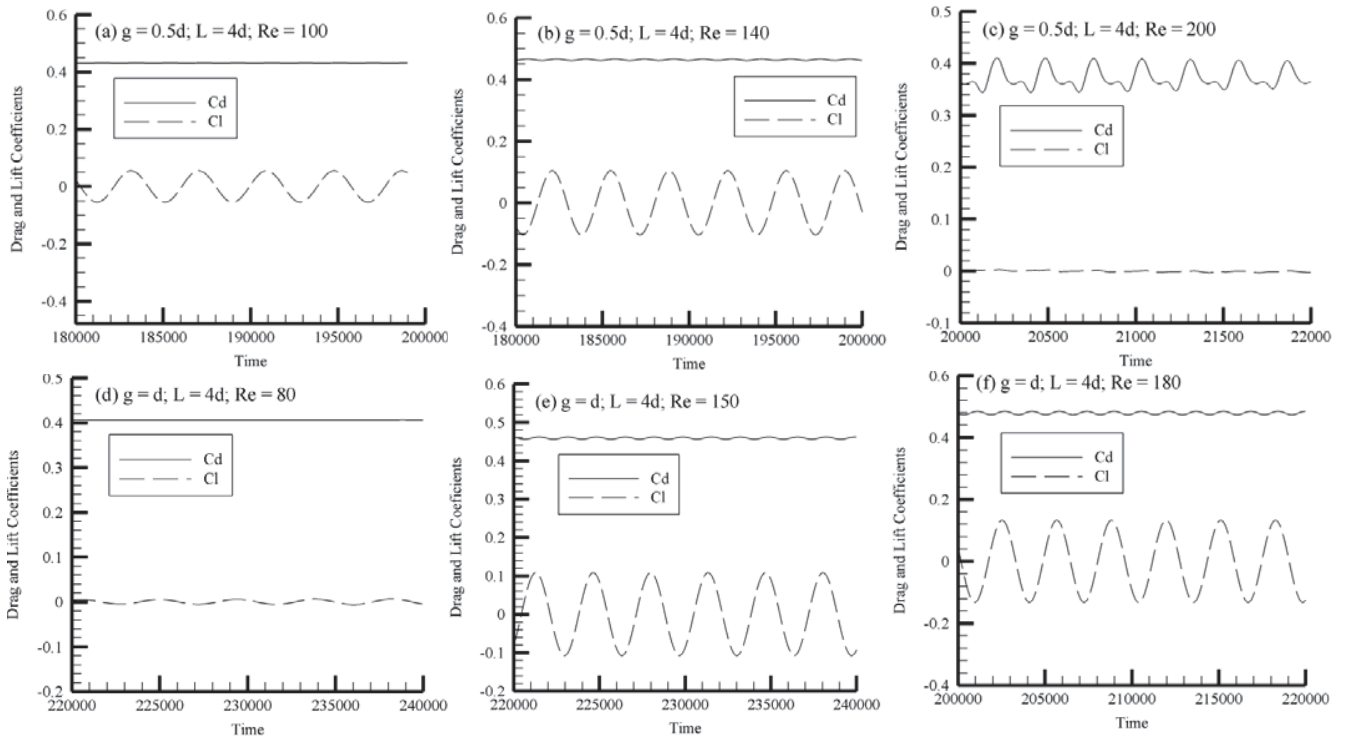 (a) g = 0.5d; L = 4d; Re = 100
0.6
0.4
0.2
0
-0.2
-0.4
Drag and Lift Coefficients
Cd
Cl
180000 185000 190000 195000 200000
Time
(b) g = 0.5d; L = 4d; Re = 140
0.6
0.4
0.2
0
-0.2
-0.4
Drag and Lift Coefficients
Cd
Cl
180000 185000 190000 195000 200000
Time
(c) g = 0.5d; L = 4d; Re = 200
0.5
0.4
0.3
0.2
0.1
0
-0.1
Drag and Lift Coefficients
Cd
Cl
20000 20500 21000 21500 22000
Time
(d) g = d; L = 4d; Re = 80
0.5
0.4
0.3
0.2
0.1
0
-0.1
-0.2
Drag and Lift Coefficients
Cd
Cl
220000 225000 230000 235000 240000
Time
(e) g = d; L = 4d; Re = 150
0.6
0.5
0.4
0.3
0.2
0.1
0
-0.1
-0.2
Drag and Lift Coefficients
Cd
Cl
220000 225000 230000 235000 240000
Time
(f) g = d; L = 4d; Re = 180
0.6
0.4
0.2
0
-0.2
-0.4
Drag and Lift Coefficients
Cd
Cl
200000 205000 210000 215000 220000
Time